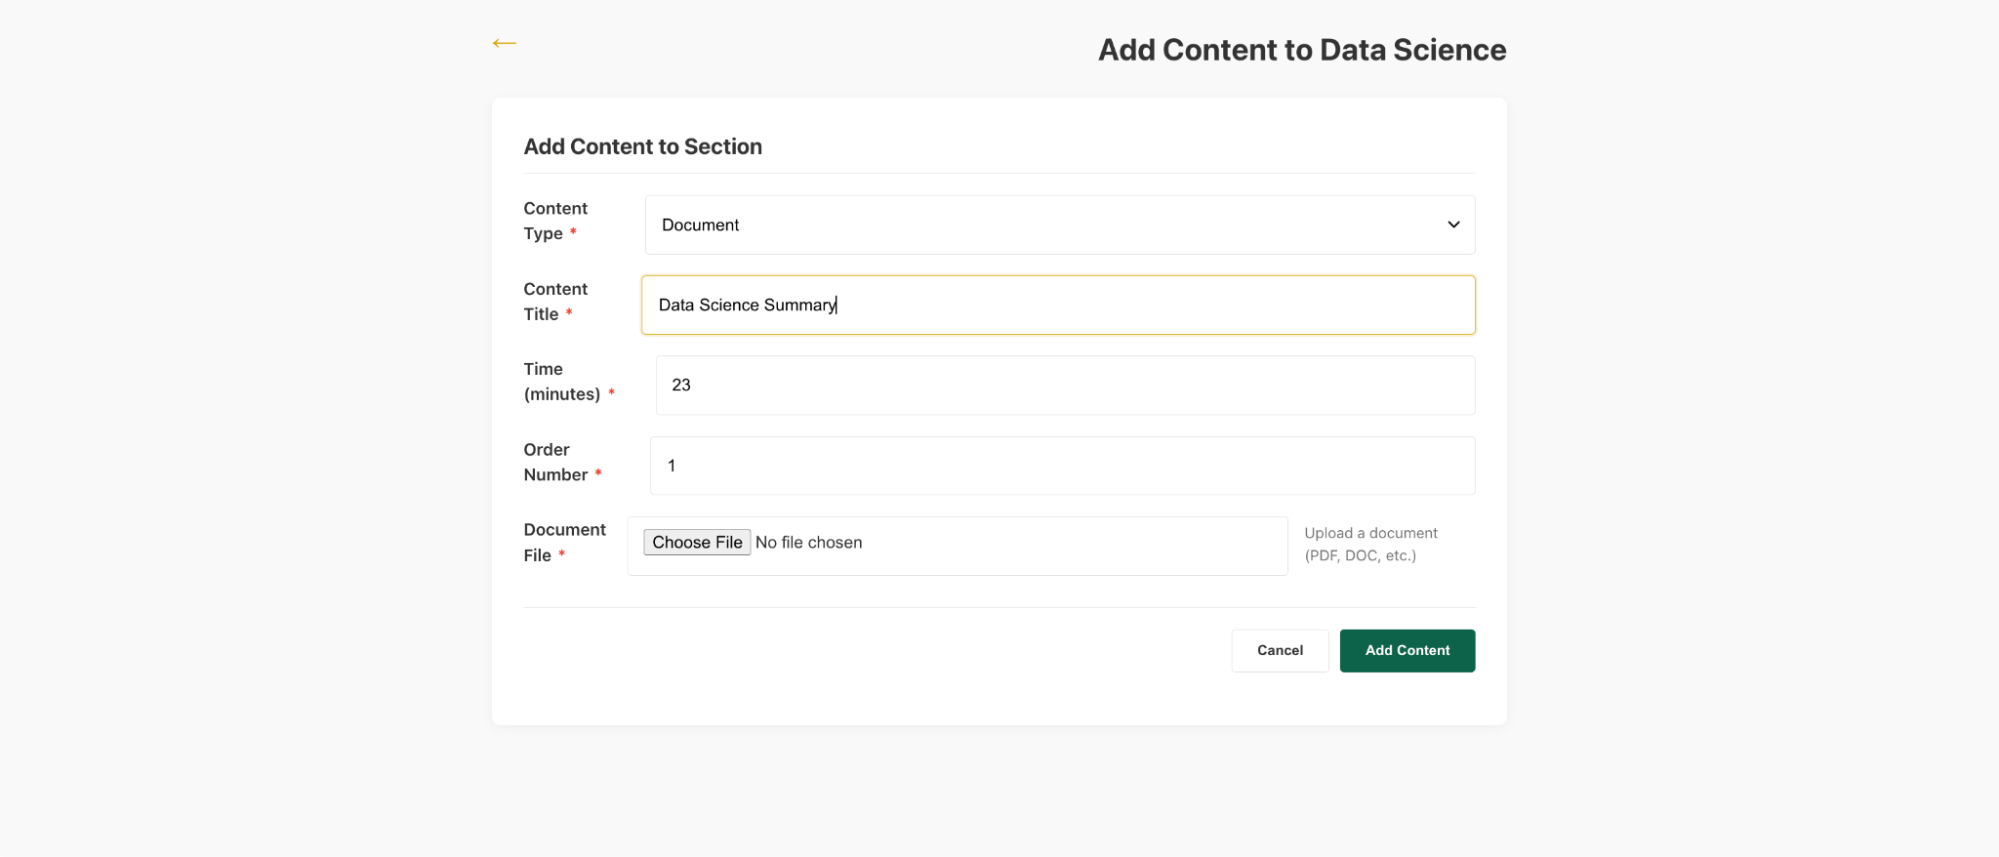 ←
Add Content to Data Science
Add Content to Section
Content
Type *
Document
Content
Title *
Data Science Summary
Time
(minutes) *
23
Order
Number *
1
Document
File *
Choose File No file chosen
Upload a document
(PDF, DOC, etc.)
Cancel
Add Content